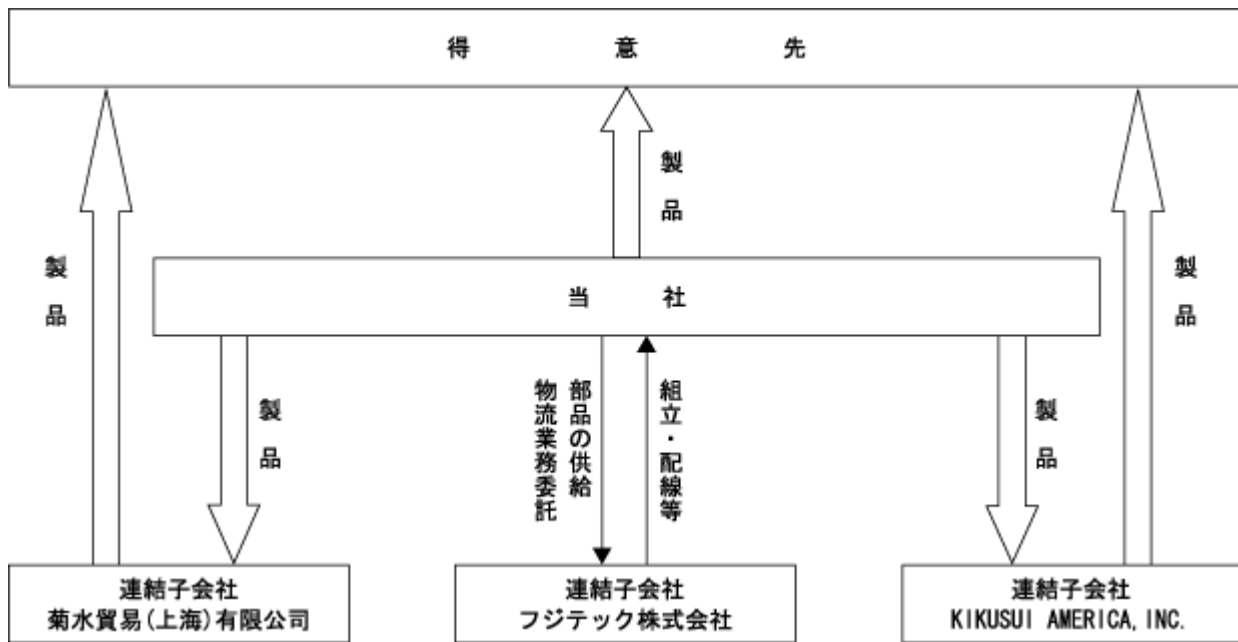 得意先
製品
製品
製品
当社
製品
部品の供給
物流業務委託
組立・配線等
製品
連結子会社
菊水貿易(上海)有限公司
連結子会社
フジテック株式会社
連結子会社
KIKUSUI AMERICA, INC.